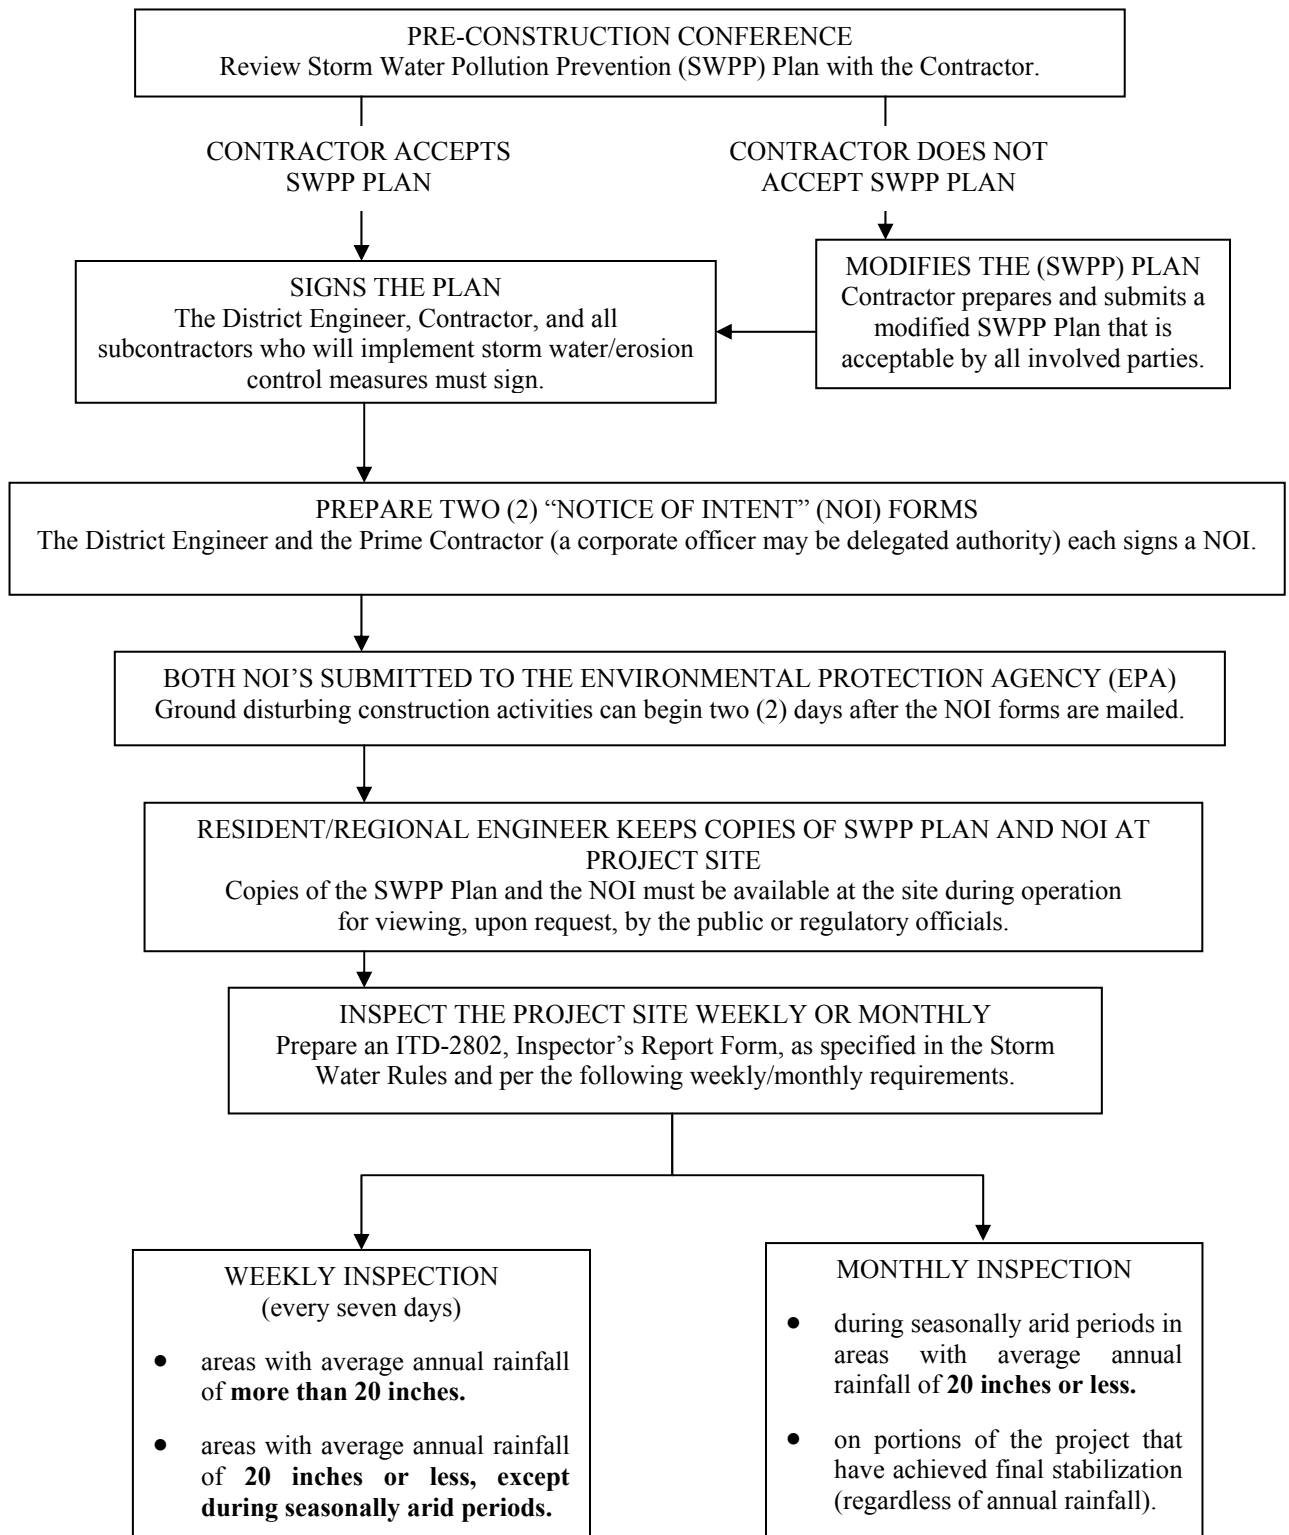 PRE-CONSTRUCTION CONFERENCE
Review Storm Water Pollution Prevention (SWPP) Plan with the Contractor.
CONTRACTOR ACCEPTS
SWPP PLAN
CONTRACTOR DOES NOT
ACCEPT SWPP PLAN
SIGNS THE PLAN
The District Engineer, Contractor, and all
subcontractors who will implement storm water/erosion
control measures must sign.
MODIFIES THE (SWPP) PLAN
Contractor prepares and submits a
modified SWPP Plan that is
acceptable by all involved parties.
PREPARE TWO (2) “NOTICE OF INTENT” (NOI) FORMS
The District Engineer and the Prime Contractor (a corporate officer may be delegated authority) each signs a NOI.
BOTH NOI’S SUBMITTED TO THE ENVIRONMENTAL PROTECTION AGENCY (EPA)
Ground disturbing construction activities can begin two (2) days after the NOI forms are mailed.
RESIDENT/REGIONAL ENGINEER KEEPS COPIES OF SWPP PLAN AND NOI AT
PROJECT SITE
Copies of the SWPP Plan and the NOI must be available at the site during operation
for viewing, upon request, by the public or regulatory officials.
INSPECT THE PROJECT SITE WEEKLY OR MONTHLY
Prepare an ITD-2802, Inspector’s Report Form, as specified in the Storm
Water Rules and per the following weekly/monthly requirements.
WEEKLY INSPECTION
(every seven days)
• areas with average annual rainfall
of more than 20 inches.
• areas with average annual rainfall
of 20 inches or less, except
during seasonally arid periods.
MONTHLY INSPECTION
• during seasonally arid periods in
areas with average annual
rainfall of 20 inches or less.
• on portions of the project that
have achieved final stabilization
(regardless of annual rainfall).